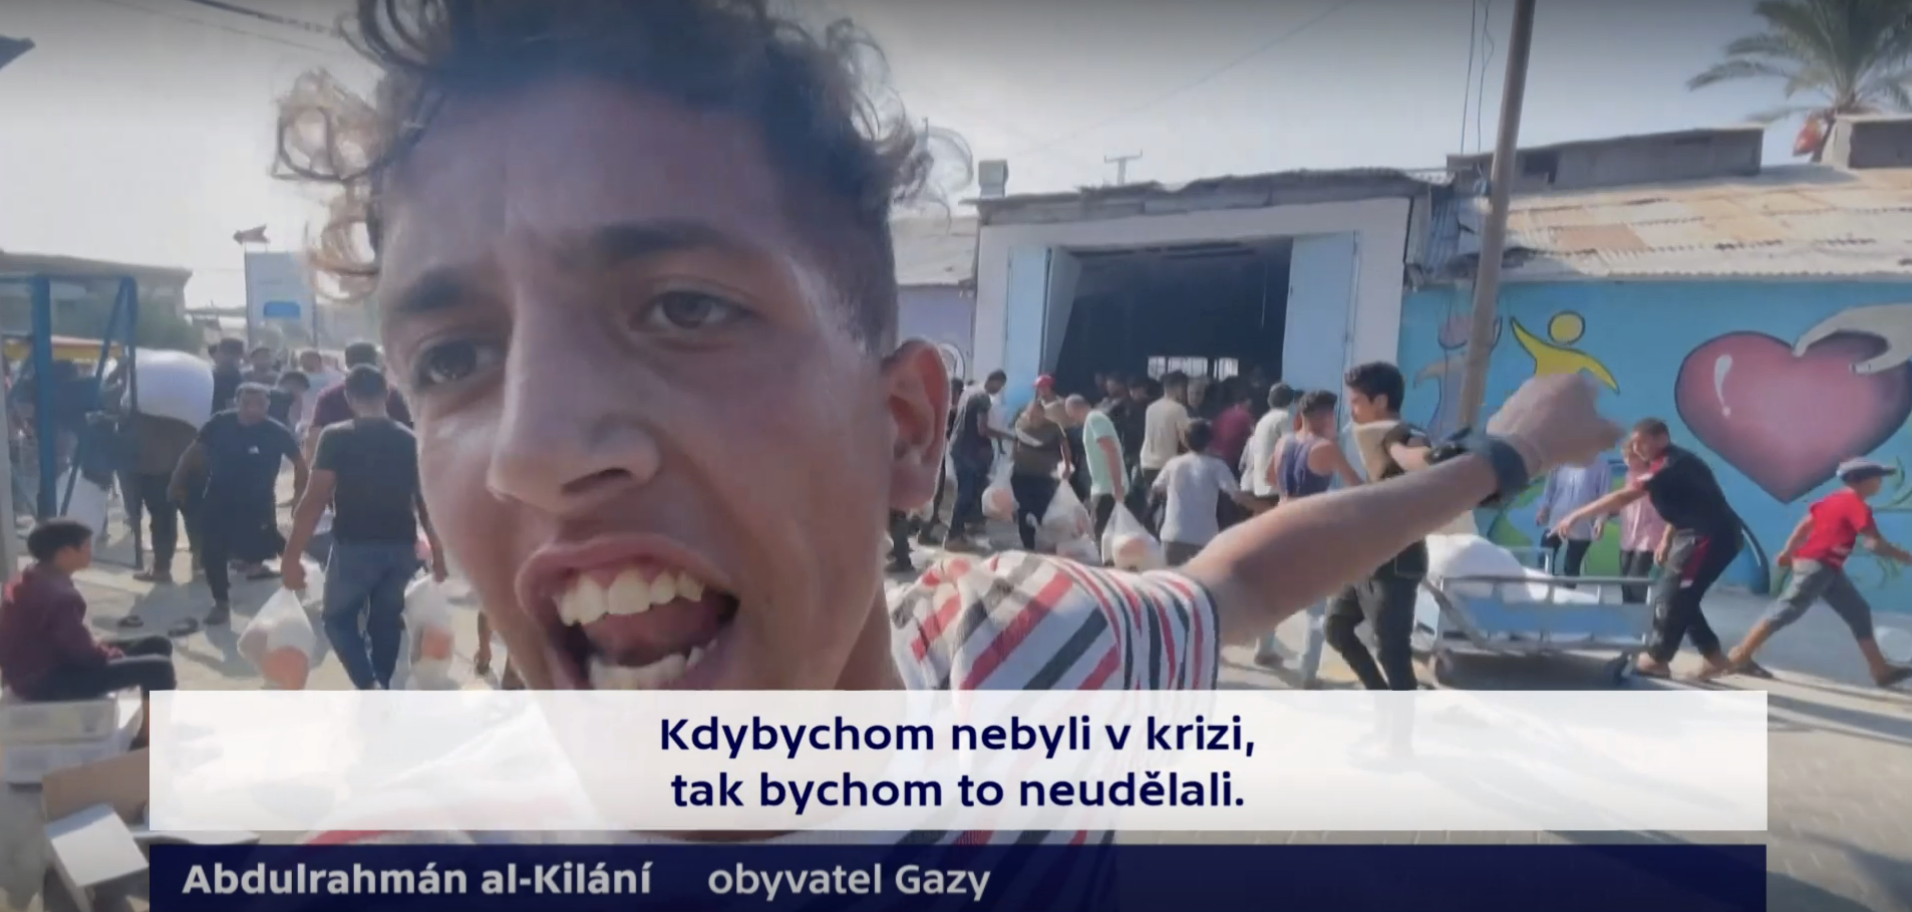 Kdybychom nebyli v krizi,
tak bychom to neudělali.
Abdulrahmán al-Kilání obyvatel Gazy